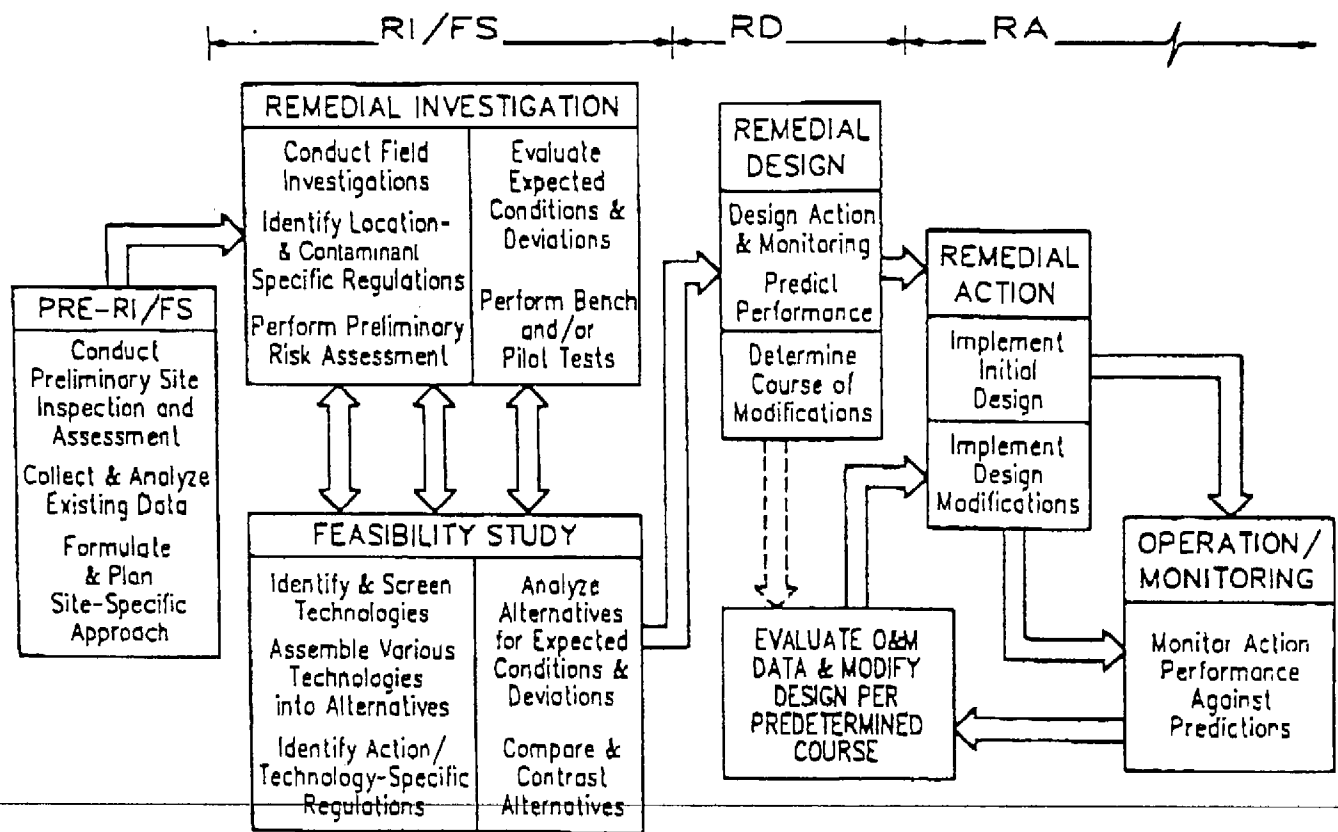 RI/FS
RD
RA
PRE-RI/FS
Conduct
Preliminary Site
Inspection and
Assessment
Collect & Analyze
Existing Data
Formulate
& Plan
Site-Specific
Approach
REMEDIAL INVESTIGATION
Conduct Field
Investigations
Identify Location-
& Contaminant
Specific Regulations
Perform Preliminary
Risk Assessment
Evaluate
Expected
Conditions &
Deviations
Perform Bench
and/or
Pilot Tests
FEASIBILITY STUDY
Identify & Screen
Technologies
Assemble Various
Technologies
into Alternatives
Identify Action/
Technology-Specific
Regulations
Analyze
Alternatives
for Expected
Conditions
& Deviations
Compare &
Contrast
Alternatives
REMEDIAL
DESIGN
Design Action
& Monitoring
Predict
Performance
Determine
Course of
Modifications
REMEDIAL
ACTION
Implement
Initial
Design
Implement
Design
Modifications
EVALUATE O&M
DATA & MODIFY
DESIGN PER
PREDETERMINED
COURSE
OPERATION/
MONITORING
Monitor Action
Performance
Against
Predictions